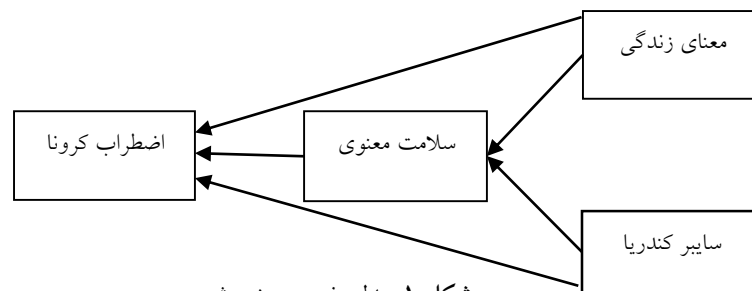 معنای زندگی
اضطراب کرونا
سلامت معنوی
سایبر کندریا